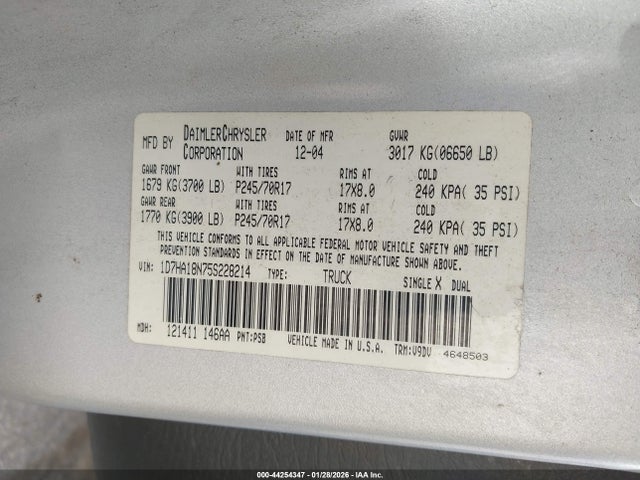 MFD BY DAIMLERCHRYSLER CORPORATION DATE OF MFR 12-04 GVWR 3017 KG(06650 LB)
GAWR FRONT WITH TIRES RIMS AT COLD
1679 KG(3700 LB) P245/70R17 17X8.0 240 KPA( 35 PSI)
GAWR REAR WITH TIRES RIMS AT COLD
1770 KG(3900 LB) P245/70R17 17X8.0 240 KPA( 35 PSI)
THIS VEHICLE CONFORMS TO ALL APPLICABLE FEDERAL MOTOR VEHICLE SAFETY AND THEFT
PREVENTION STANDARDS IN EFFECT ON THE DATE OF MANUFACTURE SHOWN ABOVE.
VIN: 1D7HA18N75S228214 TYPE: TRUCK SINGLE X DUAL
MDH: 121411 146AA PNT:PSB VEHICLE MADE IN U.S.A. TRM:V9DV 4648503
000-44254347 | 01/28/2026 | IAA Inc.